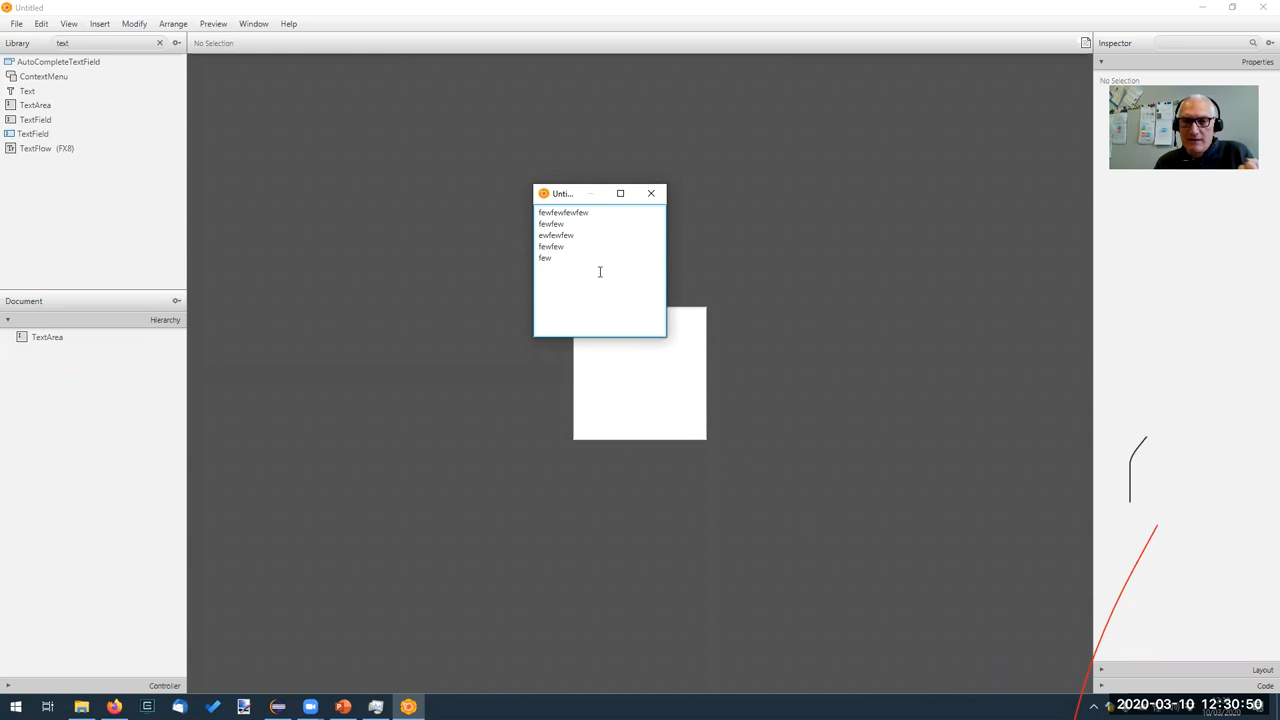 Untitled
File Edit View Insert Modify Arrange Preview Window Help
Library text
No Selection
Inspector
Properties
AutoCompleteTextField
ContextMenu
Text
TextArea
TextField
TextField
TextFlow (FX8)
No Selection
Unti...
fewfewfewfew
fewfew
ewfewfew
fewfew
few
Document
Hierarchy
TextArea
Controller
Layout
Code
2020-03-10 12:30:50